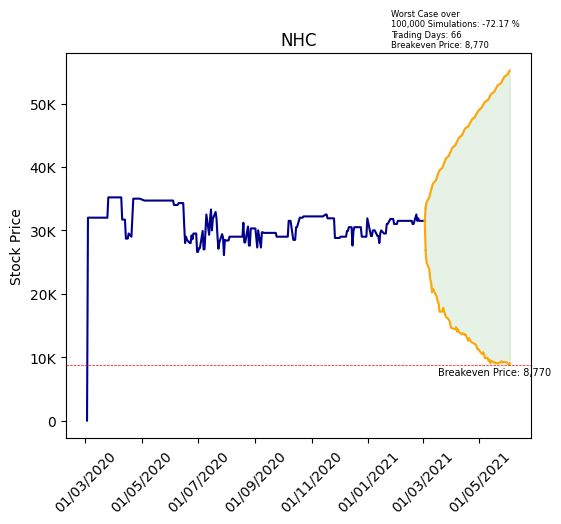 Worst Case over
100,000 Simulations: -72.17 %
Trading Days: 66
Breakeven Price: 8,770
NHC
Stock Price
50K
40K
30K
20K
10K
0
Breakeven Price: 8,770
01/03/2020
01/05/2020
01/07/2020
01/09/2020
01/11/2020
01/01/2021
01/03/2021
01/05/2021